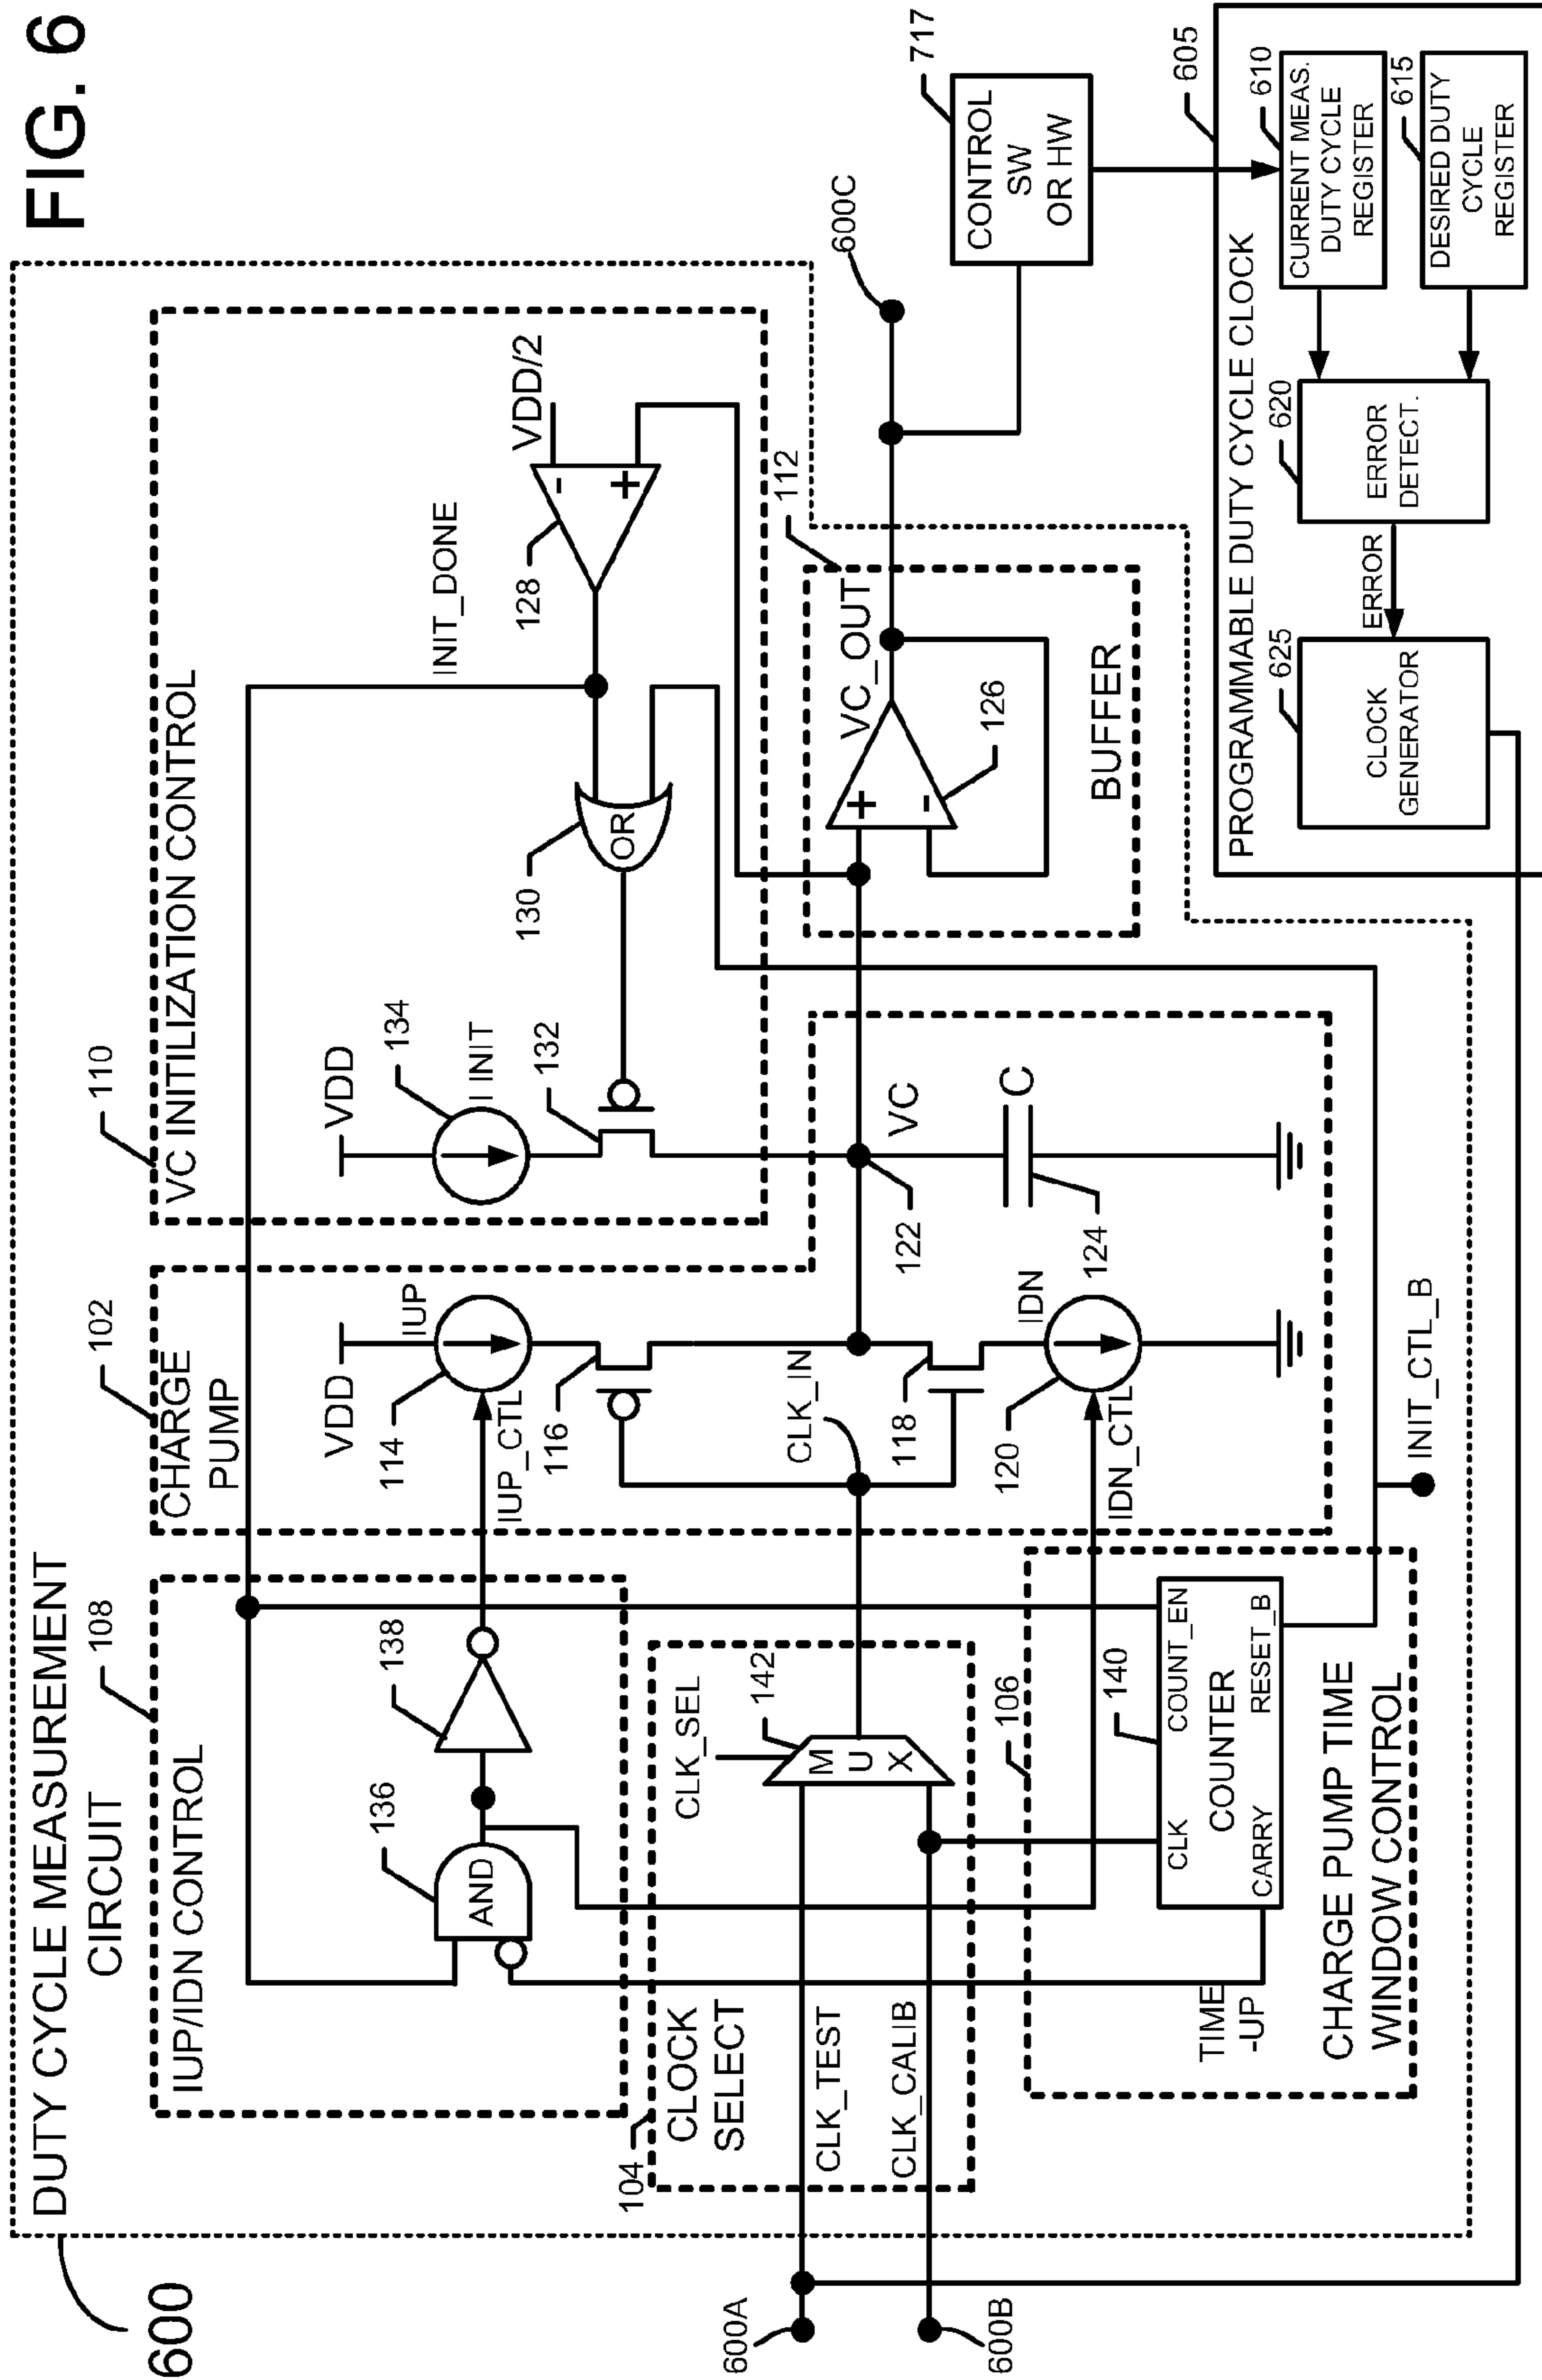 FIG. 6
600
DUTY CYCLE MEASUREMENT
CIRCUIT
108
IUP/IDN CONTROL
136
AND
138
102
CHARGE
PUMP
VDD
114
IUP
IUP_CTL
116
CLK_IN
118
120
IDN
IDN_CTL
110
VC INITILIZATION CONTROL
VDD
134
I INIT
132
130
OR
INIT_DONE
128
VDD/2
-
+
VC
122
C
124
112
VC_OUT
+
-
126
BUFFER
600C
717
CONTROL
SW
OR HW
104
CLOCK
SELECT
CLK_SEL
142
M
U
X
CLK_TEST
CLK_CALIB
600A
600B
106
TIME
-UP
140
CLK
COUNT_EN
COUNTER
CARRY
RESET_B
CHARGE PUMP TIME
WINDOW CONTROL
INIT_CTL_B
605
PROGRAMMABLE DUTY CYCLE CLOCK
625
CLOCK
GENERATOR
ERROR
620
ERROR
DETECT.
610
CURRENT MEAS.
DUTY CYCLE
REGISTER
615
DESIRED DUTY
CYCLE
REGISTER